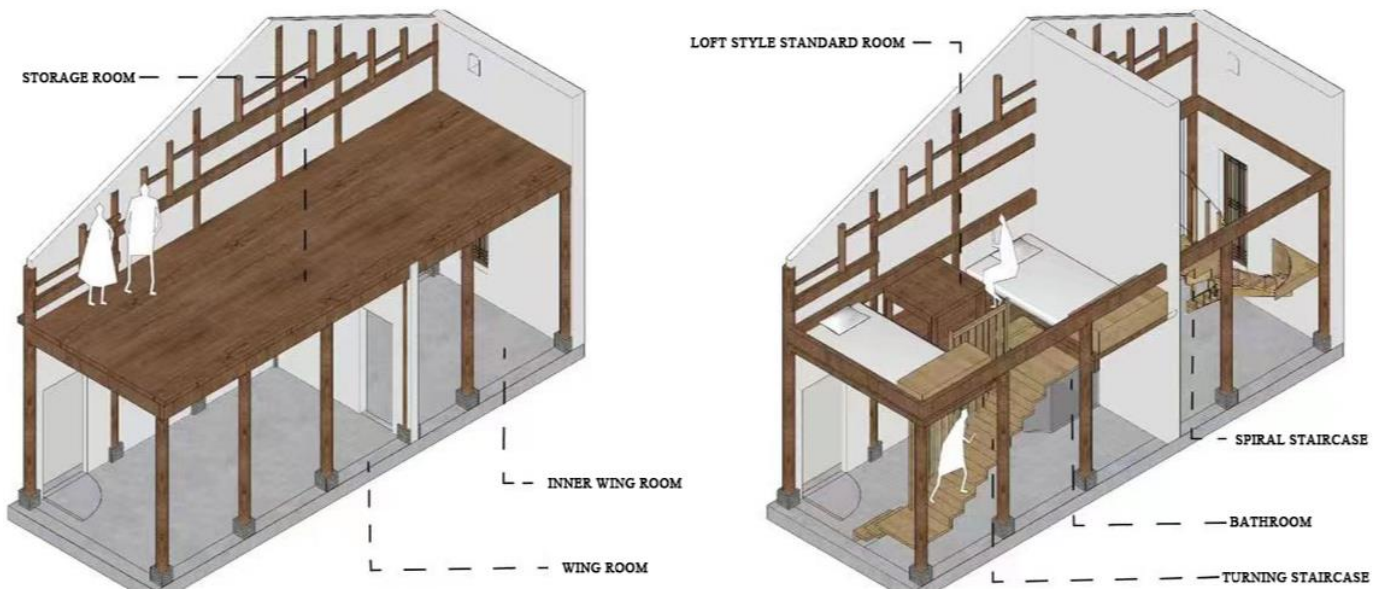 STORAGE ROOM
INNER WING ROOM
WING ROOM
LOFT STYLE STANDARD ROOM
SPIRAL STAIRCASE
BATHROOM
TURNING STAIRCASE